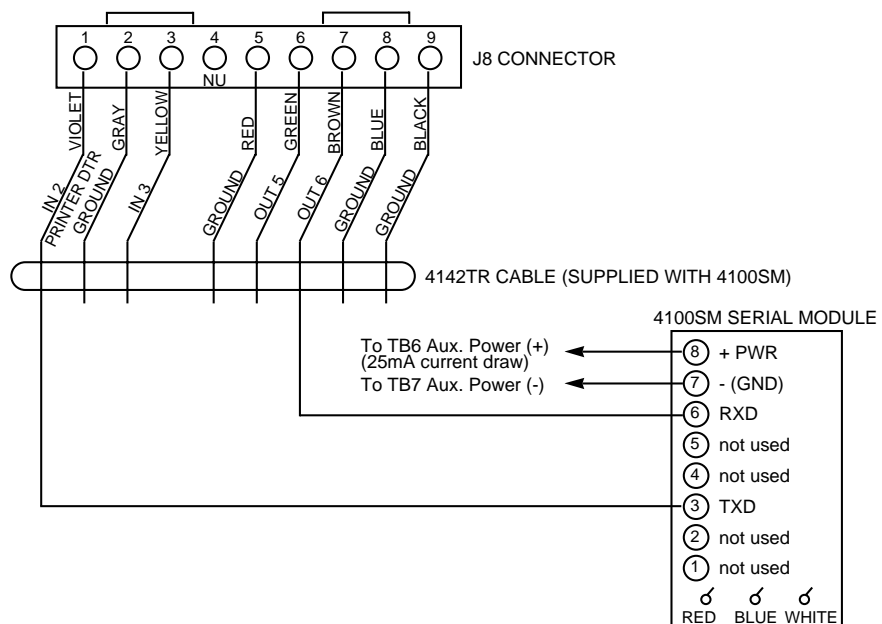 1 2 3 4 5 6 7 8 9
NU
J8 CONNECTOR
VIOLET
GRAY
YELLOW
RED
GREEN
BROWN
BLUE
BLACK
IN 2
PRINTER DTR
GROUND
IN 3
GROUND
OUT 5
OUT 6
GROUND
GROUND
4142TR CABLE (SUPPLIED WITH 4100SM)
4100SM SERIAL MODULE
To TB6 Aux. Power (+)
(25mA current draw)
To TB7 Aux. Power (-)
8 + PWR
7 - (GND)
6 RXD
5 not used
4 not used
3 TXD
2 not used
1 not used
RED BLUE WHITE